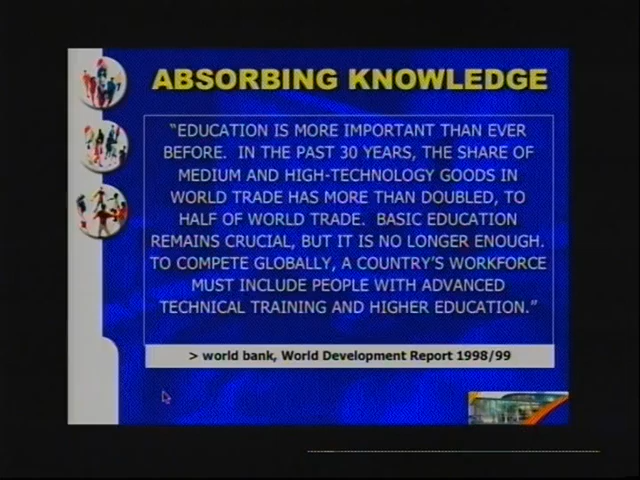 ABSORBING KNOWLEDGE
“EDUCATION IS MORE IMPORTANT THAN EVER
BEFORE. IN THE PAST 30 YEARS, THE SHARE OF
MEDIUM AND HIGH-TECHNOLOGY GOODS IN
WORLD TRADE HAS MORE THAN DOUBLED, TO
HALF OF WORLD TRADE. BASIC EDUCATION
REMAINS CRUCIAL, BUT IT IS NO LONGER ENOUGH.
TO COMPETE GLOBALLY, A COUNTRY’S WORKFORCE
MUST INCLUDE PEOPLE WITH ADVANCED
TECHNICAL TRAINING AND HIGHER EDUCATION.”
> world bank, World Development Report 1998/99